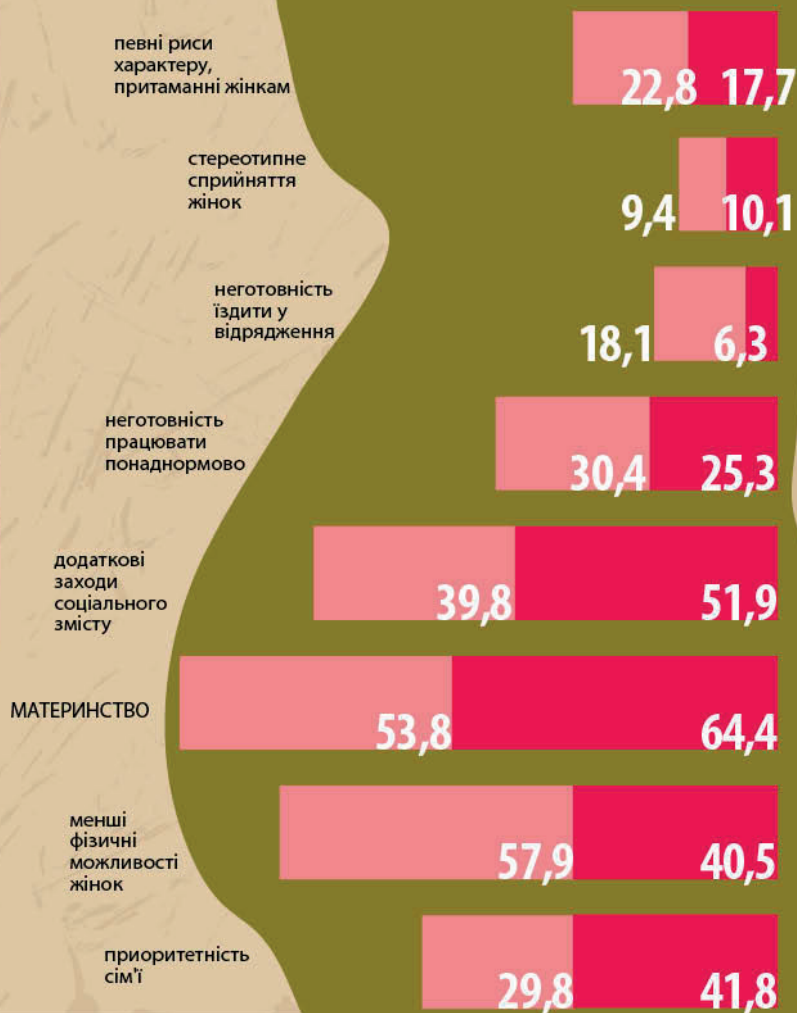 певні риси
характеру,
притаманні жінкам
22,8 17,7
стереотипне
сприйняття
жінок
9,4 10,1
неготовність
їздити у
відрядження
18,1 6,3
неготовність
працювати
понаднормово
30,4 25,3
додаткові
заходи
соціального
змісту
39,8 51,9
МАТЕРИНСТВО
53,8 64,4
менші
фізичні
можливості
жінок
57,9 40,5
приоритетність
сім'ї
29,8 41,8